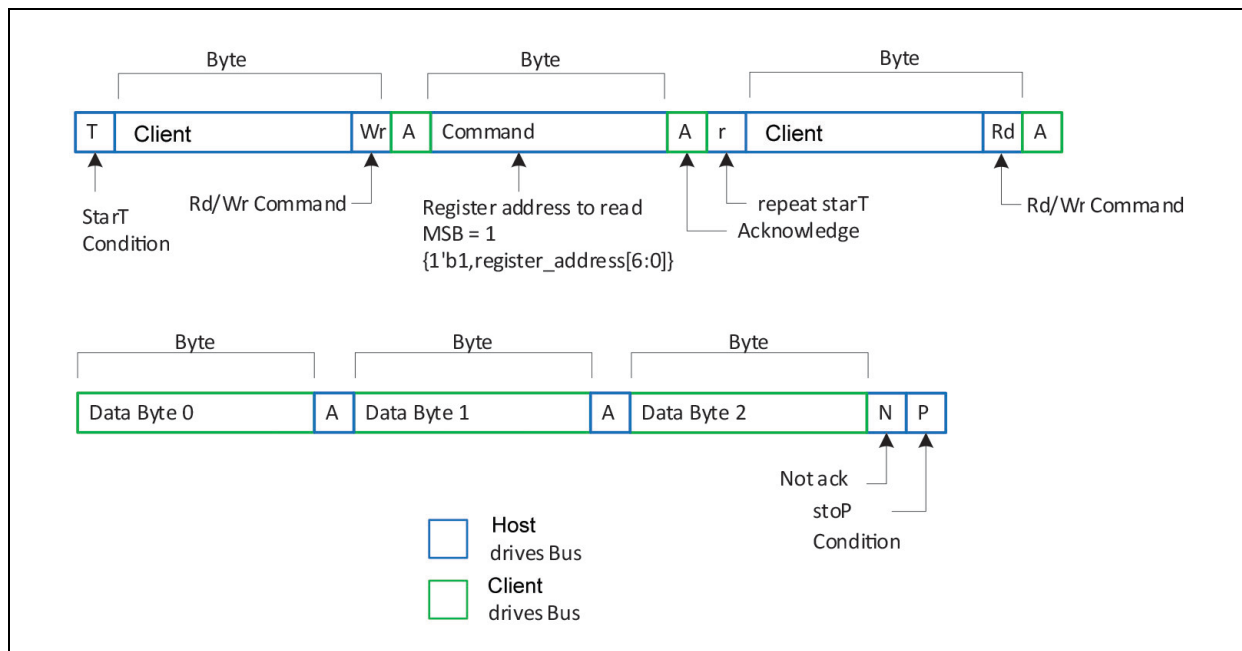 Byte Byte Byte
T Client Wr A Command A r Client Rd A
StarT
Condition
Rd/Wr Command
Register address to read
MSB = 1
{1'b1,register_address[6:0]}
repeat starT
Acknowledge
Rd/Wr Command
Byte Byte Byte
Data Byte 0 A Data Byte 1 A Data Byte 2 N P
Not ack
stoP
Condition
Host
drives Bus
Client
drives Bus